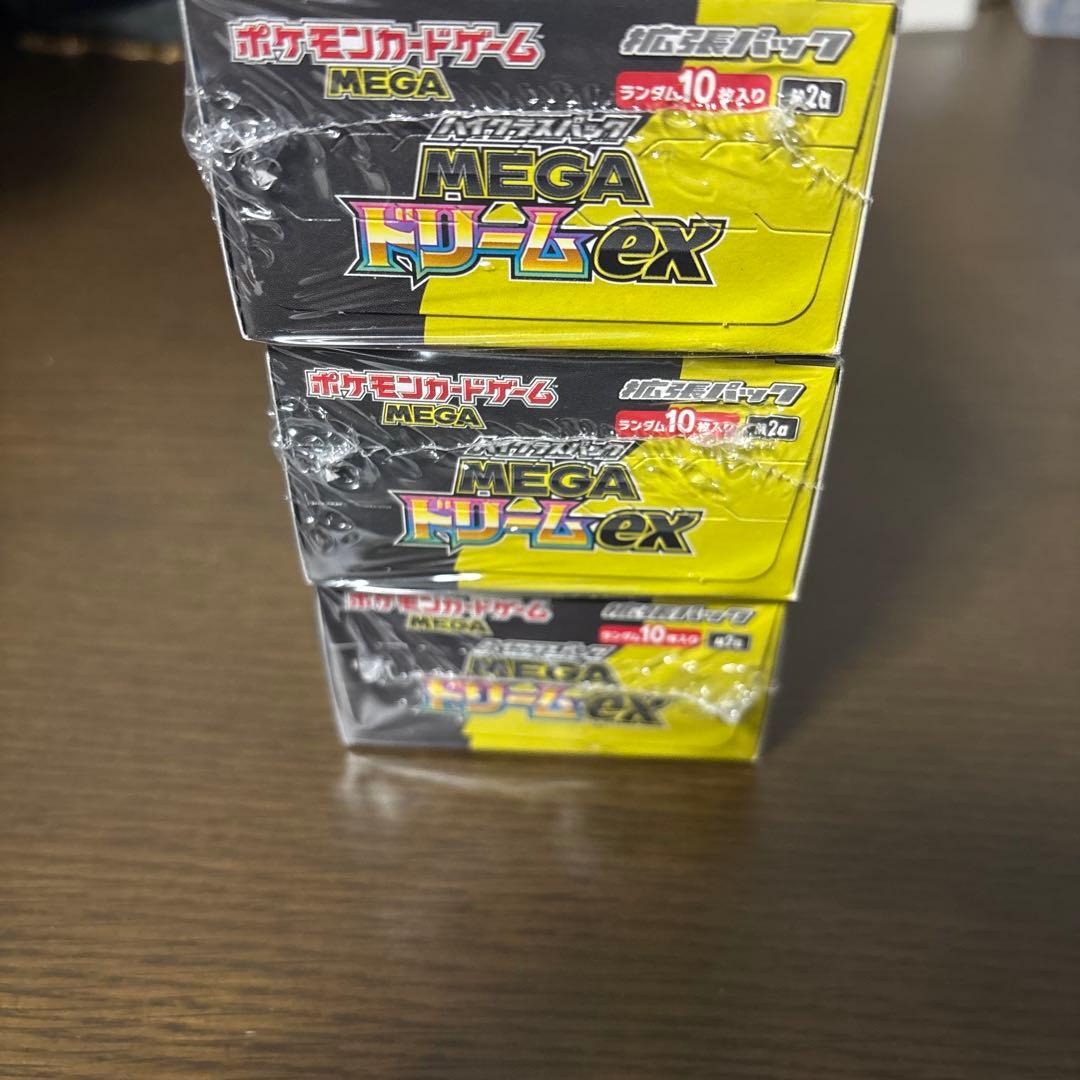 ポケモンカードゲーム
MEGA
拡張パック
ランダム10枚入り
ハイクラスパック
MEGA
ドリームex
ポケモンカードゲーム
MEGA
拡張パック
ランダム10枚入り
ハイクラスパック
MEGA
ドリームex
ポケモンカードゲーム
MEGA
拡張パック
ランダム10枚入り
MEGA
ドリームex